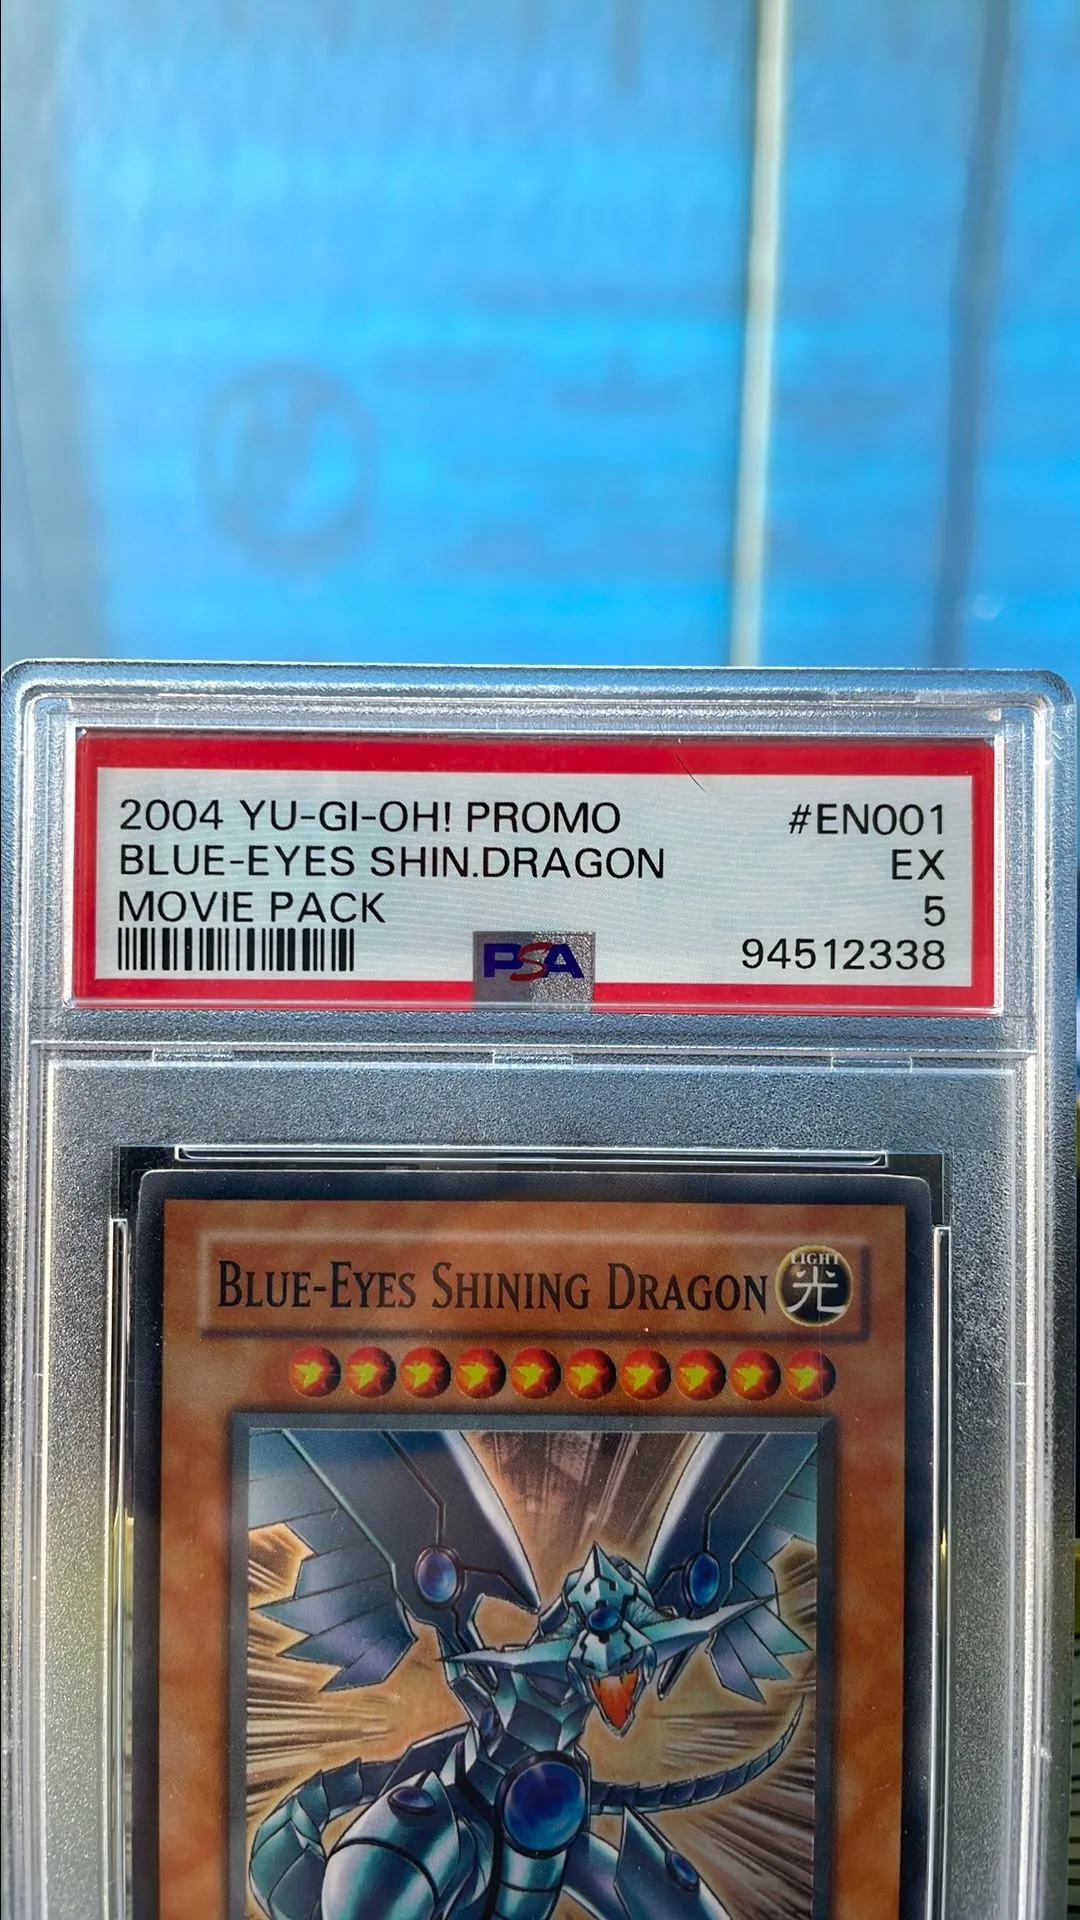 2004 YU-GI-OH! PROMO #EN001
BLUE-EYES SHIN.DRAGON EX
MOVIE PACK 5
PSA 94512338
BLUE-EYES SHINING DRAGON
LIGHT
光